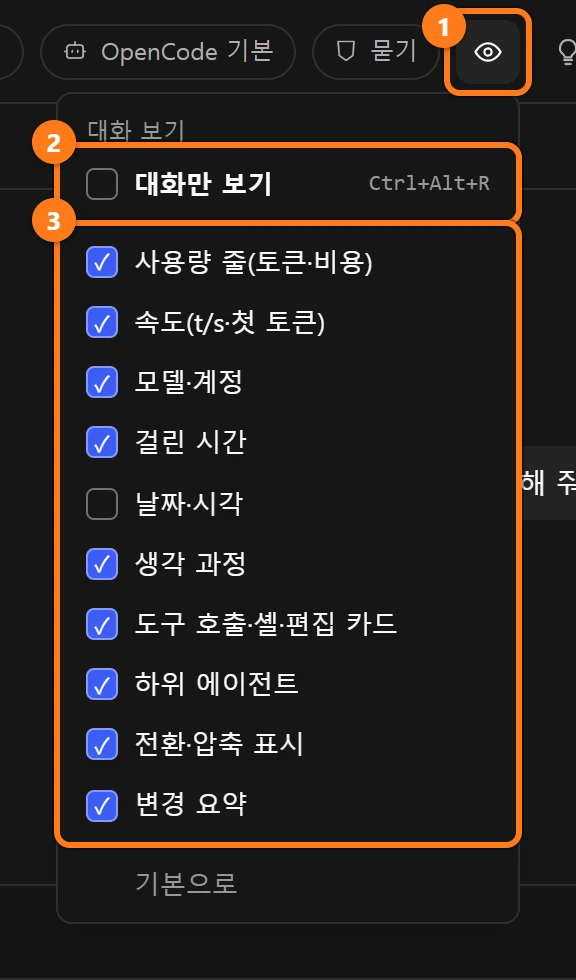 OpenCode 기본
묻기
1
대화 보기
2
대화만 보기 Ctrl+Alt+R
3
사용량 줄(토큰·비용)
속도(t/s·첫 토큰)
모델·계정
걸린 시간
날짜·시각
해 줘
생각 과정
도구 호출·셸·편집 카드
하위 에이전트
전환·압축 표시
변경 요약
기본으로